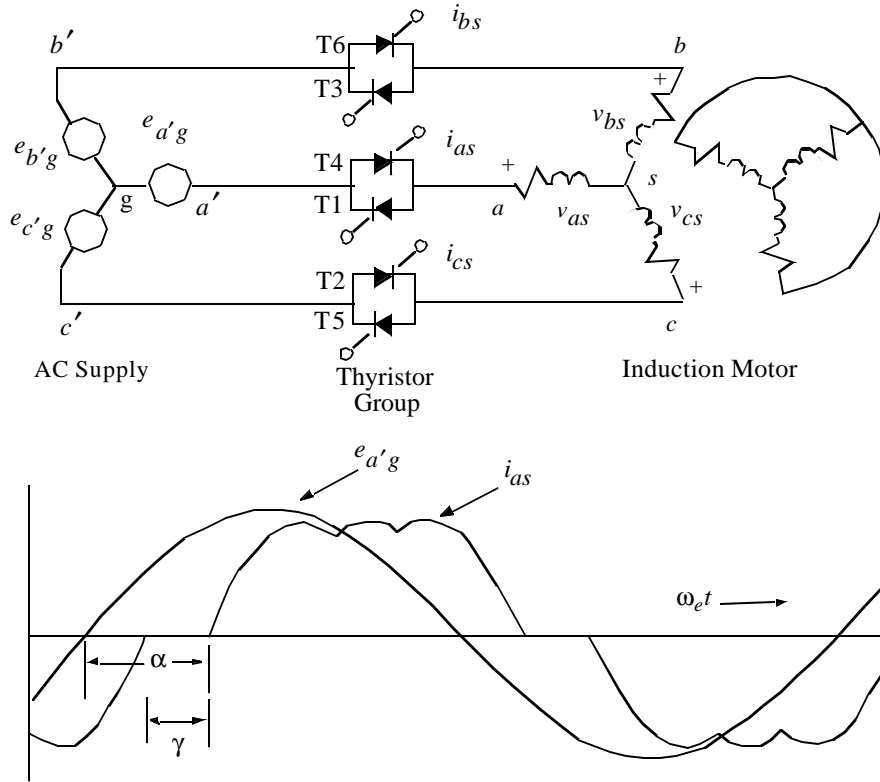 i_bs
b′ T6 b
T3 +
e_b′g e_a′g v_bs
T4 i_as +
g a′ T1 a v_as s v_cs
e_c′g
T2 i_cs +
c′ T5 c
AC Supply Thyristor Group Induction Motor
e_a′g i_as
ω_e t
α
γ